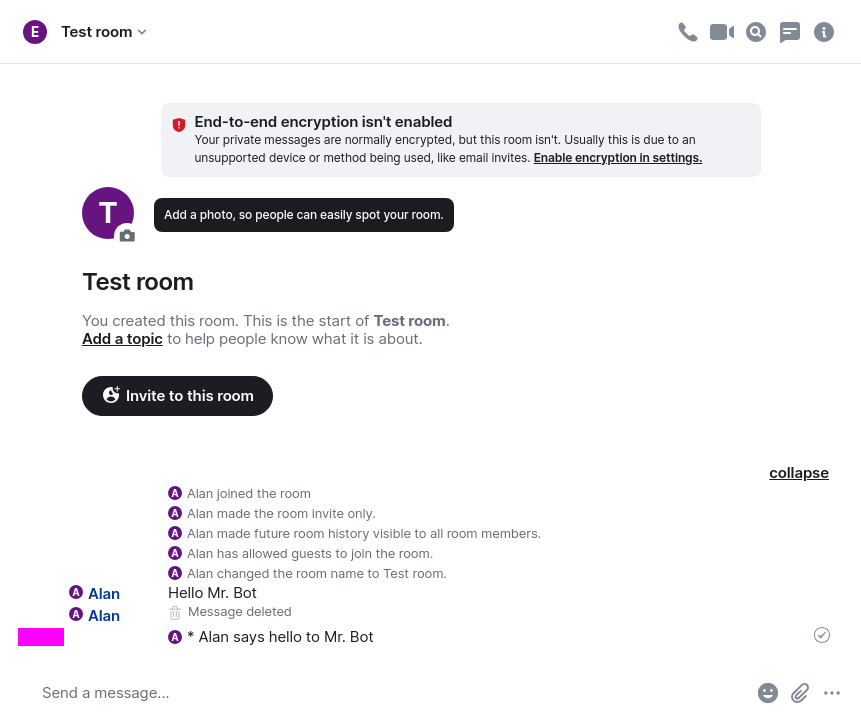 E Test room
End-to-end encryption isn't enabled
Your private messages are normally encrypted, but this room isn't. Usually this is due to an
unsupported device or method being used, like email invites. Enable encryption in settings.
T
Add a photo, so people can easily spot your room.
Test room
You created this room. This is the start of Test room.
Add a topic to help people know what it is about.
Invite to this room
collapse
A Alan joined the room
A Alan made the room invite only.
A Alan made future room history visible to all room members.
A Alan has allowed guests to join the room.
A Alan changed the room name to Test room.
A Alan Hello Mr. Bot
A Alan Message deleted
A * Alan says hello to Mr. Bot
Send a message…